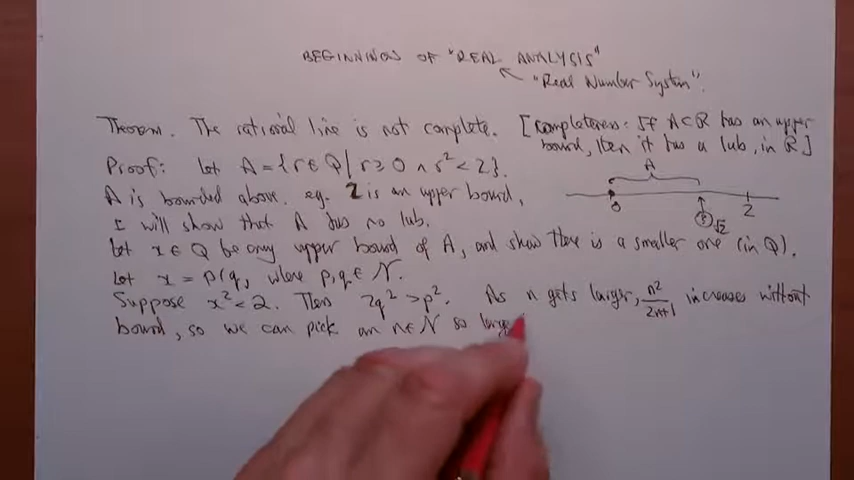 BEGINNING OF "REAL ANALYSIS"
"Real Number System".
Theorem. The rational line is not complete. [Completeness: If A⊂R has an upper
bound, then it has a lub, in R]
Proof: Let A = {r∈Q | r≥0 ∧ r²<2}.
A is bounded above. e.g. 2 is an upper bound,
I will show that A has no lub.
A
0
√2
2
Let x∈Q be any upper bound of A, and show there is a smaller one (in Q).
Let x = p/q, where p,q∈N.
Suppose x²<2. Then 2q²>p². As n gets larger, n²/2n+1 increases without
bound, so we can pick an n∈N so large